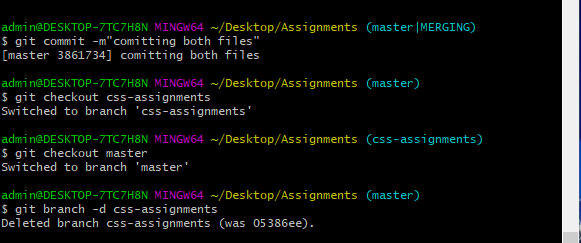 admin@DESKTOP-7TC7H8N MINGW64 ~/Desktop/Assignments (master|MERGING)
$ git commit -m"comitting both files"
[master 3861734] comitting both files
admin@DESKTOP-7TC7H8N MINGW64 ~/Desktop/Assignments (master)
$ git checkout css-assignments
Switched to branch 'css-assignments'
admin@DESKTOP-7TC7H8N MINGW64 ~/Desktop/Assignments (css-assignments)
$ git checkout master
Switched to branch 'master'
admin@DESKTOP-7TC7H8N MINGW64 ~/Desktop/Assignments (master)
$ git branch -d css-assignments
Deleted branch css-assignments (was 05386ee).